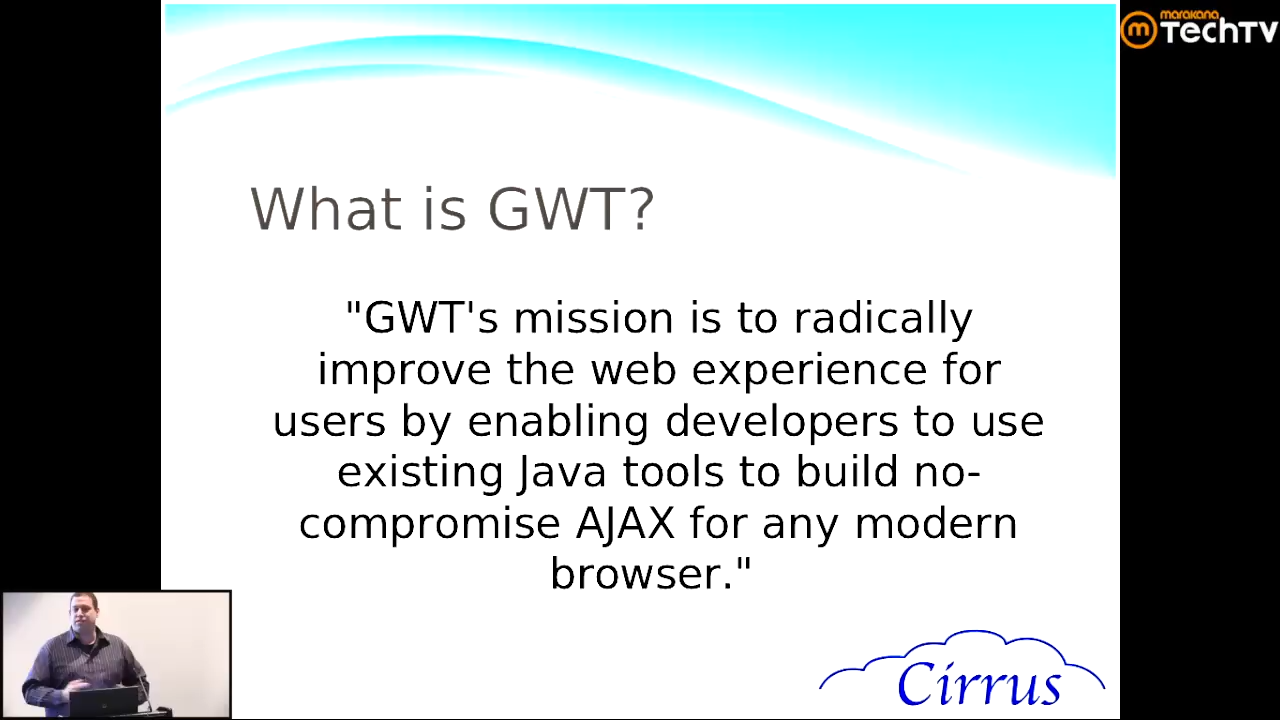 marakana
m TechTV
What is GWT?
"GWT's mission is to radically
improve the web experience for
users by enabling developers to use
existing Java tools to build no-
compromise AJAX for any modern
browser."
Cirrus